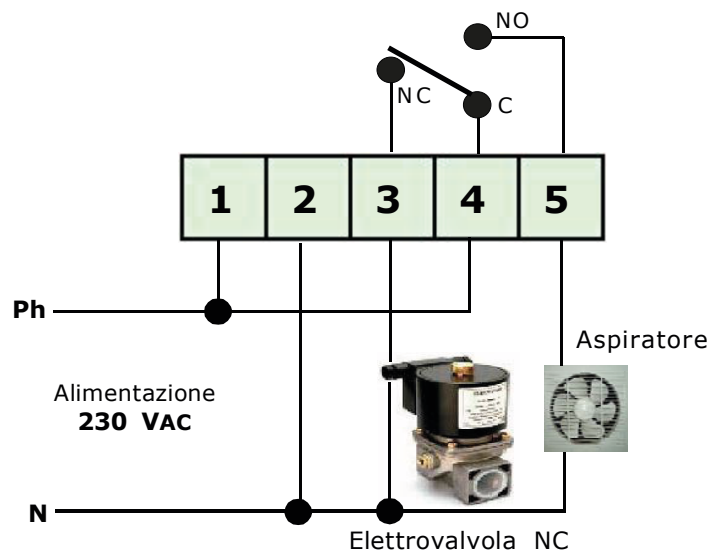 NO
NC
C
1 2 3 4 5
Ph
Aspiratore
Alimentazione
230 VAC
N
Elettrovalvola NC